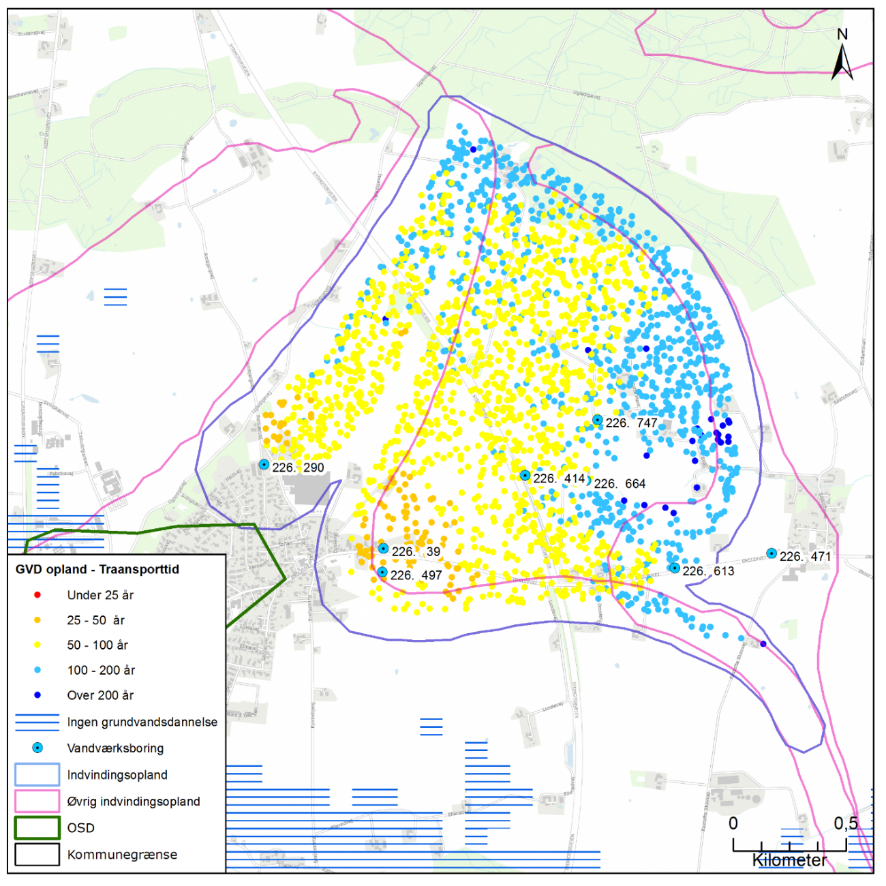 N
226. 747
226. 290
226. 414
226. 664
226. 39
226. 471
226. 497
226. 613
GVD opland - Traansporttid
Under 25 år
25 - 50 år
50 - 100 år
100 - 200 år
Over 200 år
Ingen grundvandsdannelse
Vandværksboring
Indvindingsopland
Øvrig indvindingsopland
OSD
Kommunegrænse
0 0,5
Kilometer